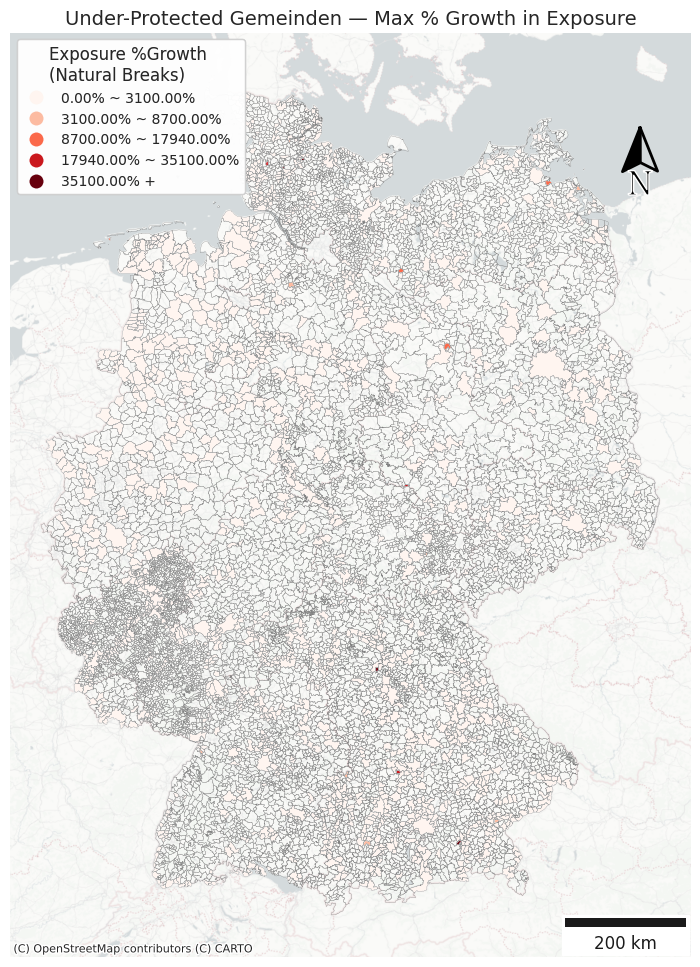 Under-Protected Gemeinden — Max % Growth in Exposure
Exposure %Growth
(Natural Breaks)
0.00% ~ 3100.00%
3100.00% ~ 8700.00%
8700.00% ~ 17940.00%
17940.00% ~ 35100.00%
35100.00% +
N
200 km
(C) OpenStreetMap contributors (C) CARTO